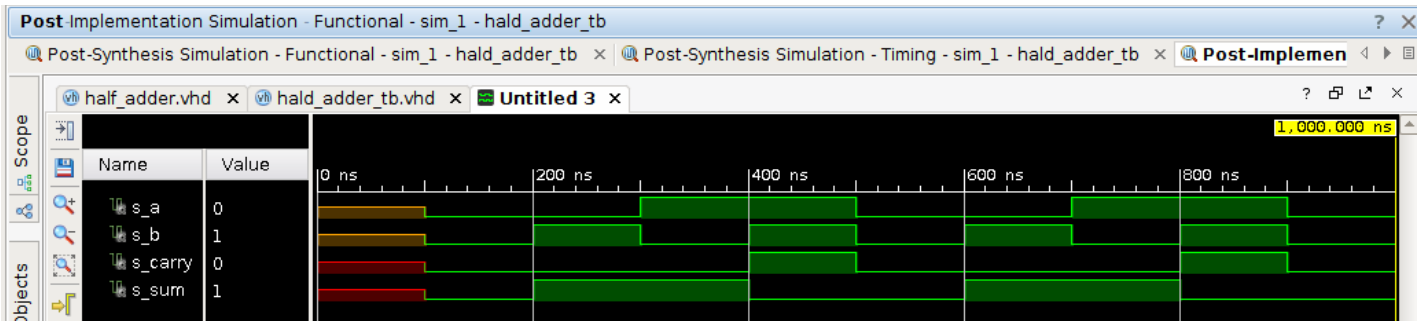 Post-Implementation Simulation - Functional - sim_1 - hald_adder_tb
Post-Synthesis Simulation - Functional - sim_1 - hald_adder_tb Post-Synthesis Simulation - Timing - sim_1 - hald_adder_tb Post-Implemen
half_adder.vhd hald_adder_tb.vhd Untitled 3
Scope
Objects
1,000.000 ns
Name Value
0 ns 200 ns 400 ns 600 ns 800 ns
s_a 0
s_b 1
s_carry 0
s_sum 1